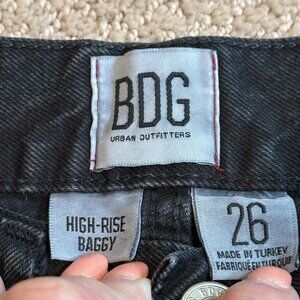 BDG
URBAN OUTFITTERS
HIGH-RISE
BAGGY
26
MADE IN TURKEY
FABRIQUÉ EN TURQUIE